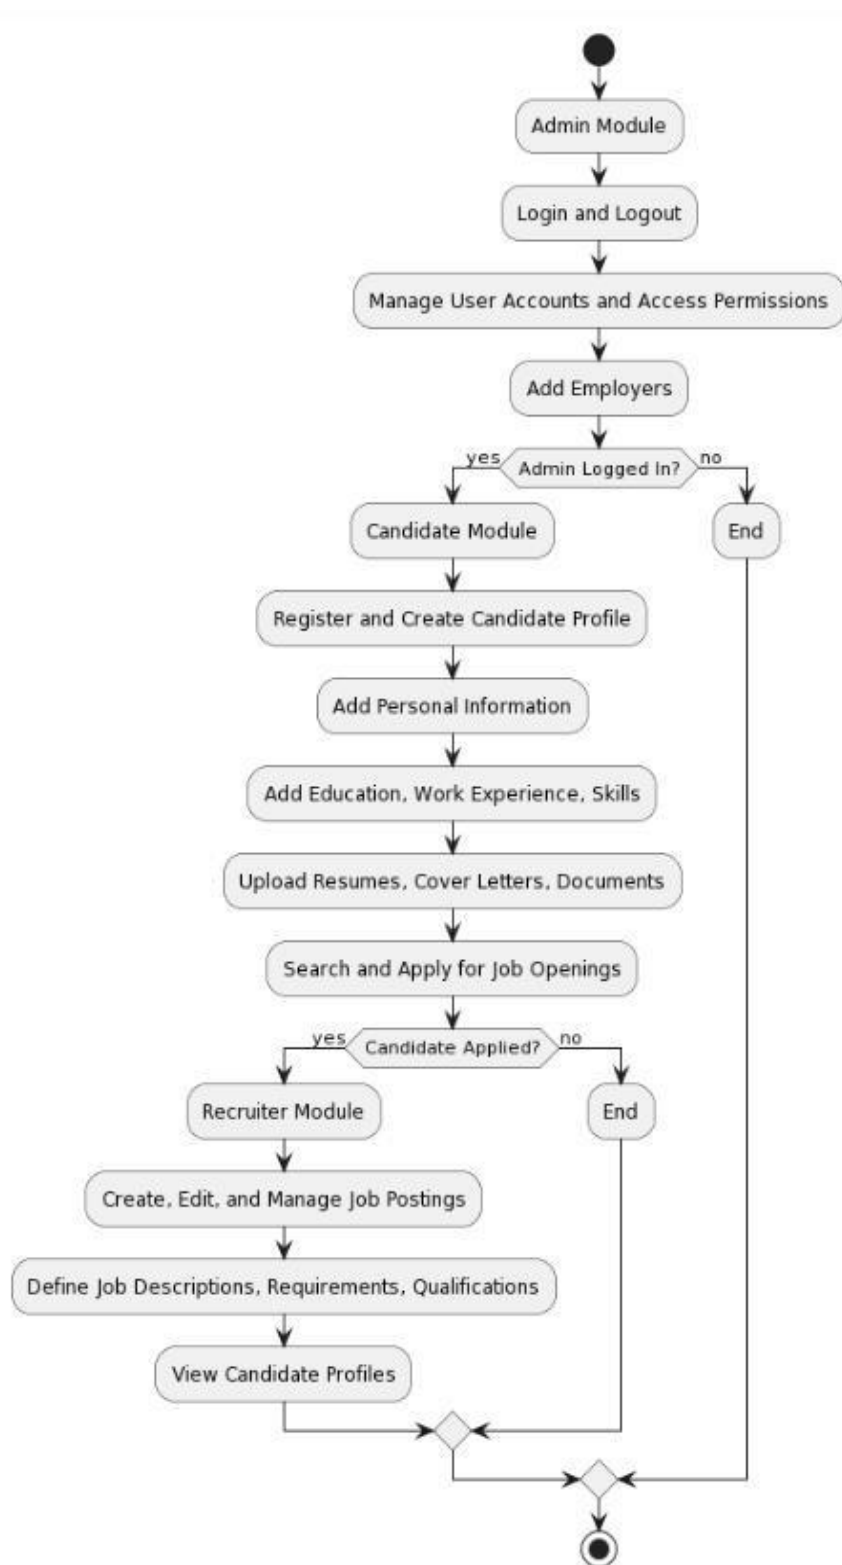 Admin Module
Login and Logout
Manage User Accounts and Access Permissions
Add Employers
yes
Admin Logged In?
no
Candidate Module
End
Register and Create Candidate Profile
Add Personal Information
Add Education, Work Experience, Skills
Upload Resumes, Cover Letters, Documents
Search and Apply for Job Openings
yes
Candidate Applied?
no
Recruiter Module
End
Create, Edit, and Manage Job Postings
Define Job Descriptions, Requirements, Qualifications
View Candidate Profiles